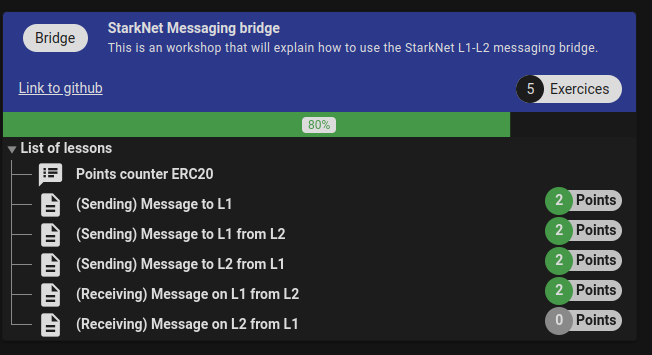 Bridge
StarkNet Messaging bridge
This is an workshop that will explain how to use the StarkNet L1-L2 messaging bridge.
Link to github
5 Exercices
80%
List of lessons
Points counter ERC20
(Sending) Message to L1
2 Points
(Sending) Message to L1 from L2
2 Points
(Sending) Message to L2 from L1
2 Points
(Receiving) Message on L1 from L2
2 Points
(Receiving) Message on L2 from L1
0 Points